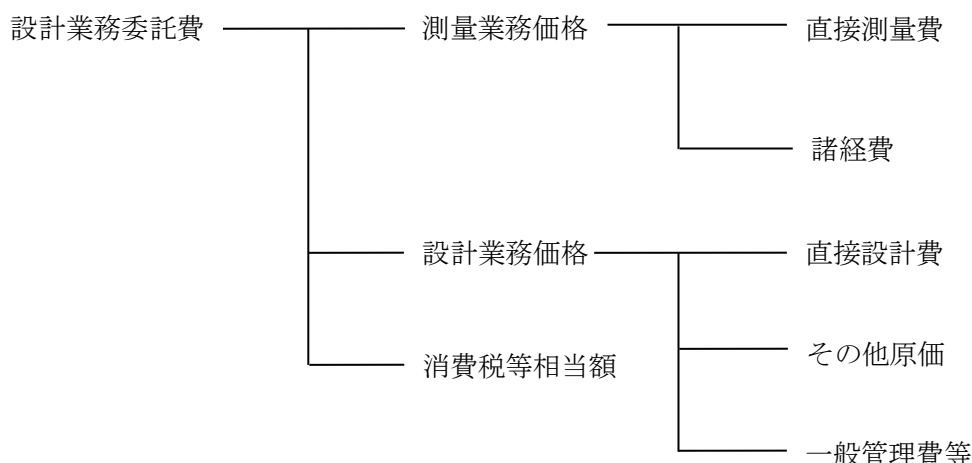 設計業務委託費 測量業務価格 直接測量費
諸経費
設計業務価格 直接設計費
その他原価
消費税等相当額
一般管理費等